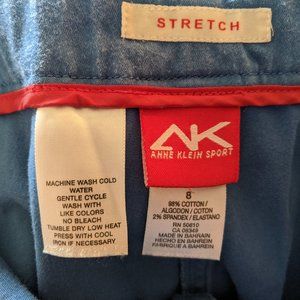 STRETCH
MACHINE WASH COLD
WATER
GENTLE CYCLE
WASH WITH
LIKE COLORS
NO BLEACH
TUMBLE DRY LOW HEAT
PRESS WITH COOL
IRON IF NECESSARY
AK
ANNE KLEIN SPORT
8
98% COTTON /
ALGODON / COTON
2% SPANDEX / ELASTANO
RN 50610
CA 05349
MADE IN BAHRAIN
HECHO EN BAHREIN
FABRIQUE A BAHREIN